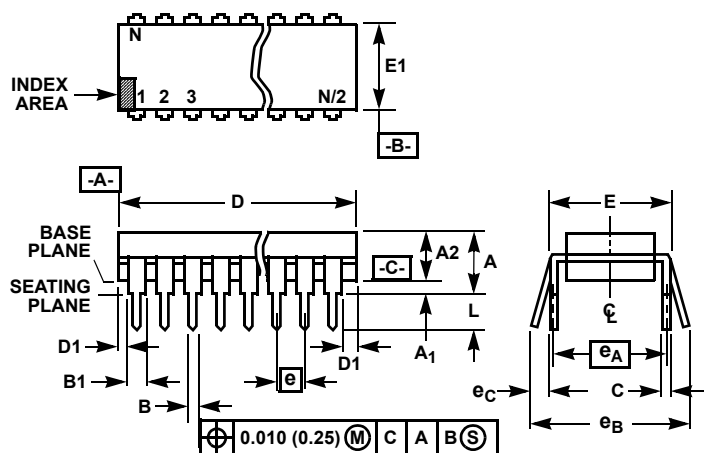 N
E1
INDEX
AREA
1 2 3 N/2
-B-
-A-
D
E
BASE
PLANE
A2 A
-C-
SEATING
PLANE
L
℄
D1
A1
D1
eA
B1
e
eC
C
B
eB
0.010 (0.25) Ⓜ C A B Ⓢ